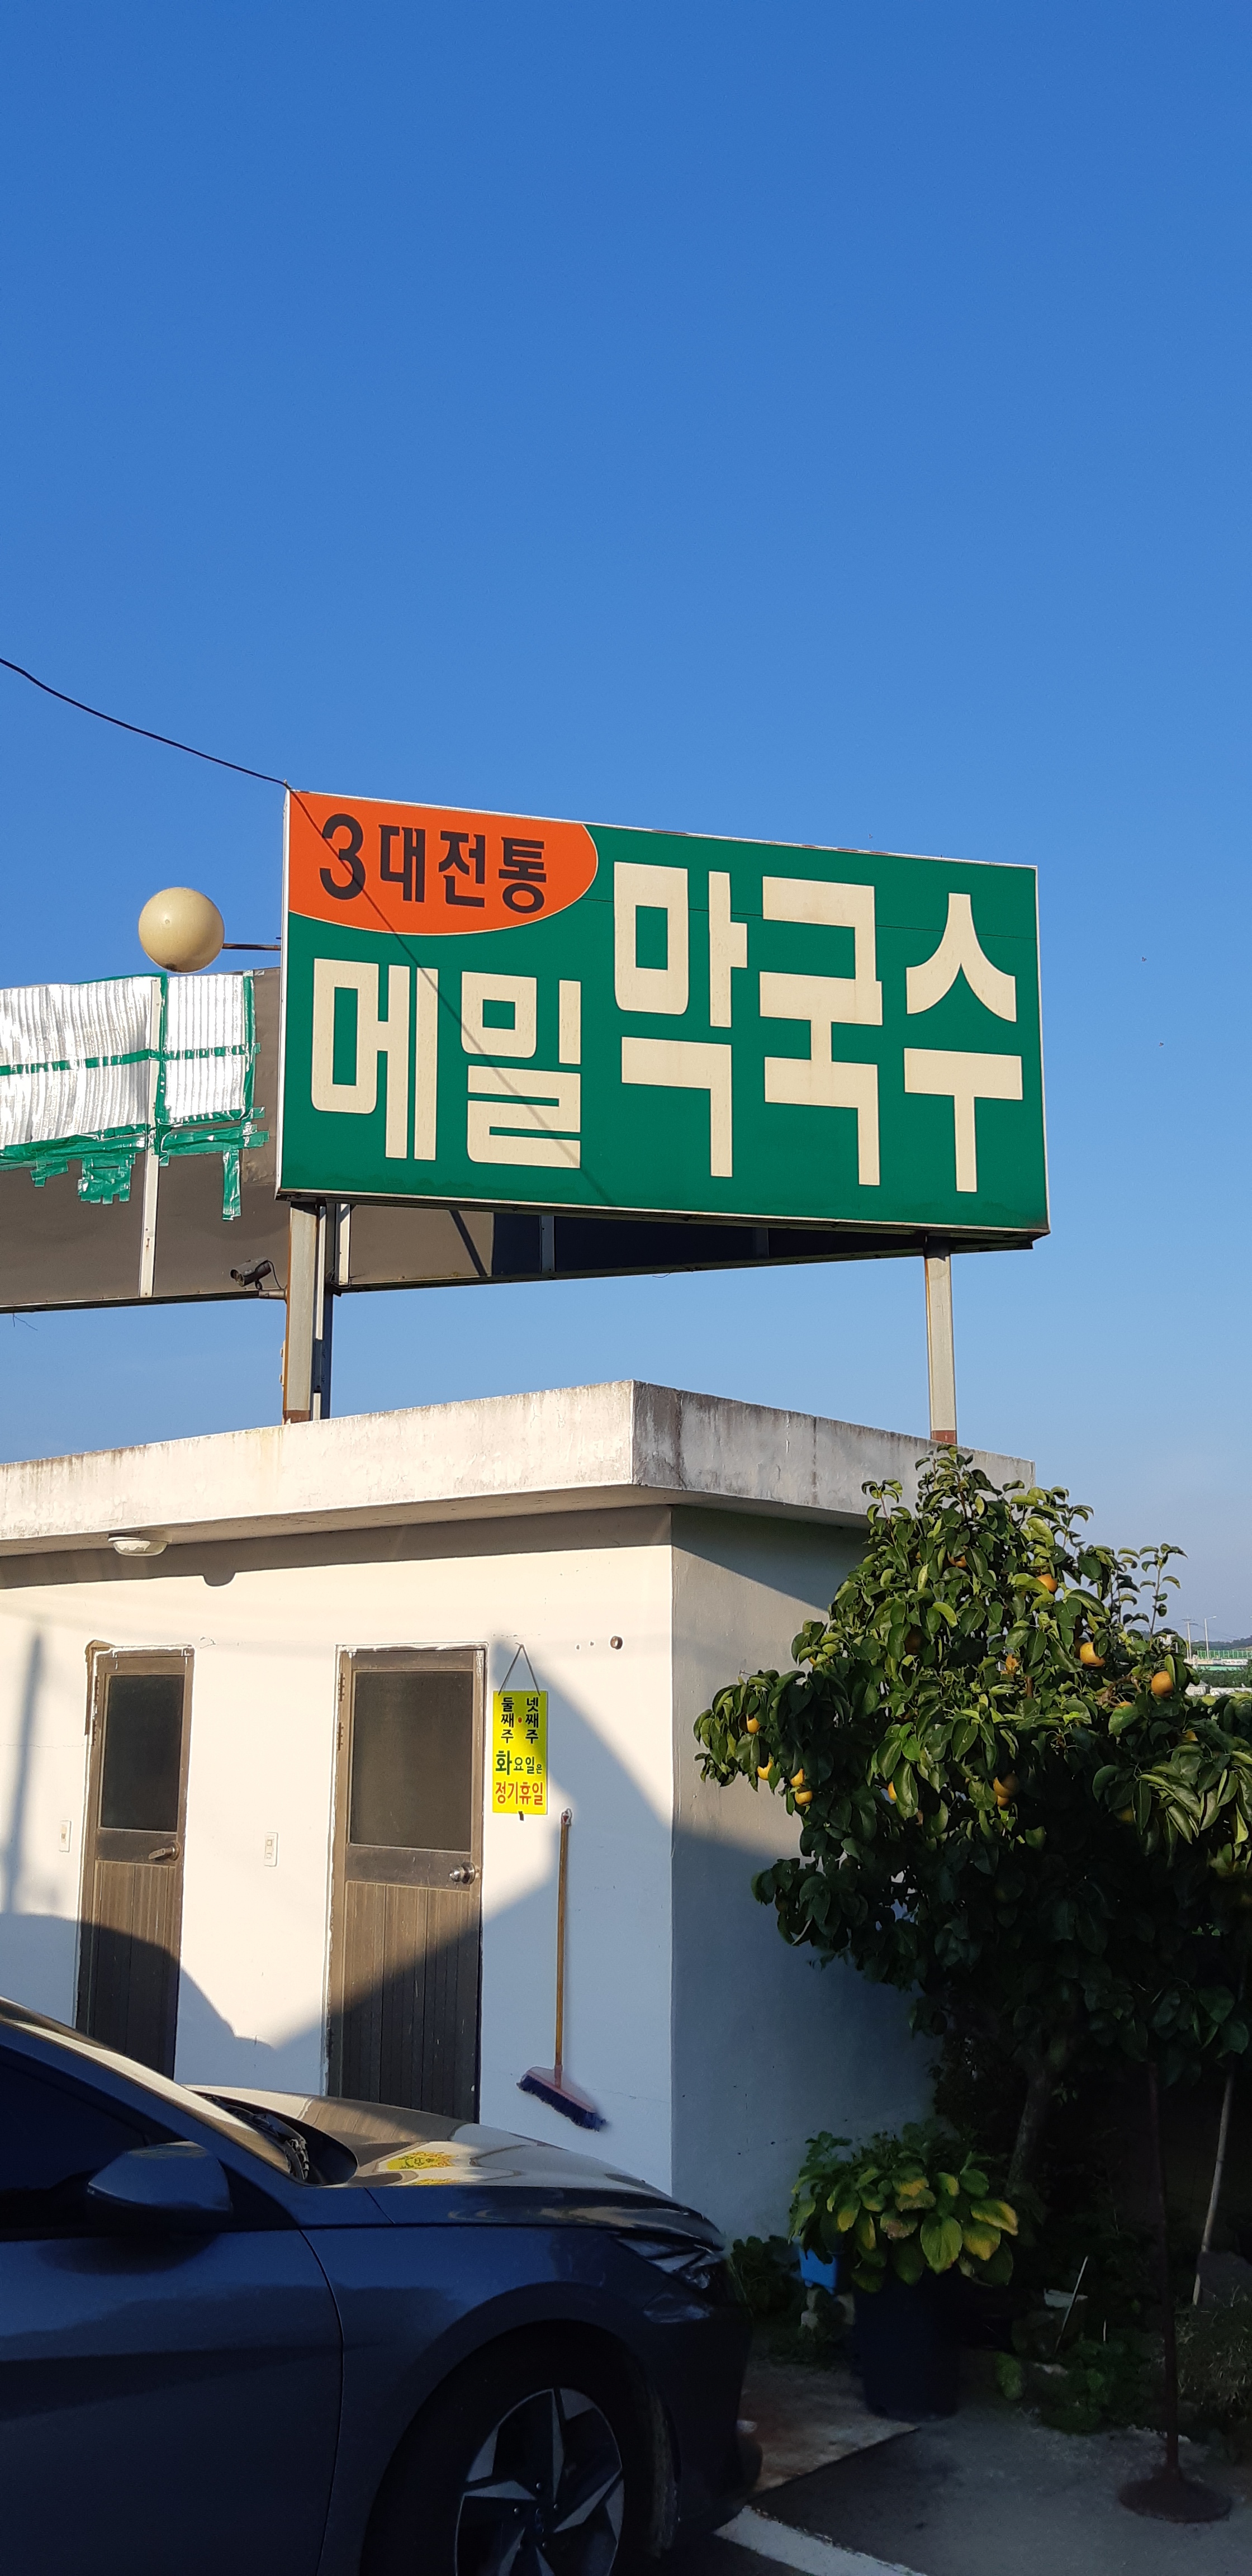 3대전통
메밀막국수
둘째주•넷째주
화요일은
정기휴일